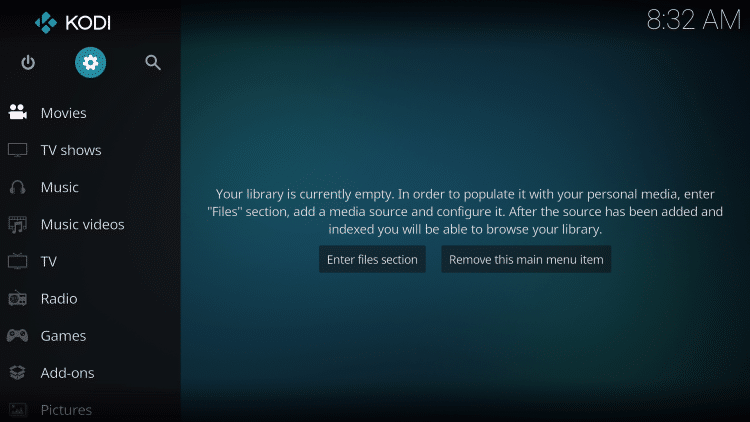 KODI
8:32 AM
Movies
TV shows
Music
Music videos
TV
Radio
Games
Add-ons
Pictures
Your library is currently empty. In order to populate it with your personal media, enter
"Files" section, add a media source and configure it. After the source has been added and
indexed you will be able to browse your library.
Enter files section
Remove this main menu item